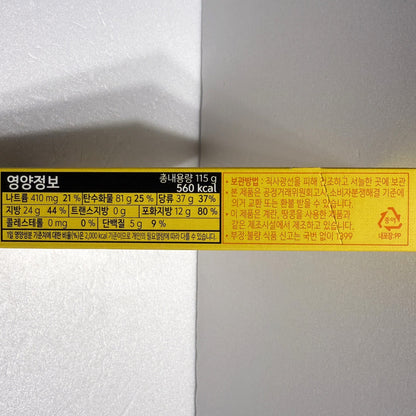 영양정보
총내용량 115 g
560 kcal
나트륨 410 mg 21 % 탄수화물 81 g 25 % 당류 37 g 37%
지방 24 g 44 % 트랜스지방 0 g 포화지방 12 g 80 %
콜레스테롤 0 mg 0 % 단백질 5 g 9 %
1일 영양성분 기준치에 대한 비율(%)은 2,000 kcal 기준이므로 개인의 필요열량에 따라 다를 수 있습니다.
• 보관방법 : 직사광선을 피해 건조하고 서늘한 곳에 보관
• 본 제품은 공정거래위원회고시, 소비자분쟁해결 기준에
의거 교환 또는 환불 받을 수 있습니다.
• 이 제품은 계란, 땅콩을 사용한 제품과
같은 제조시설에서 제조하고 있습니다.
• 부정·불량 식품 신고는 국번 없이 1399
내포장:PP